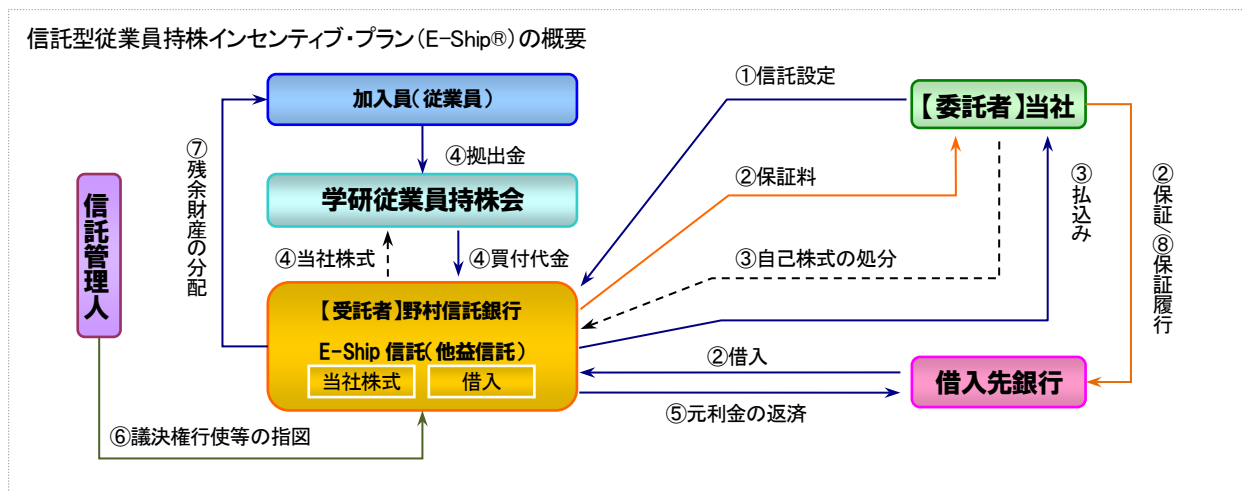 信託型従業員持株インセンティブ・プラン(E-Ship®)の概要
加入員(従業員)
①信託設定
【委託者】当社
④拠出金
⑦残余財産の分配
②保証料
③払込み
②保証/⑧保証履行
信託管理人
学研従業員持株会
④当社株式
④買付代金
③自己株式の処分
【受託者】野村信託銀行
E-Ship 信託(他益信託)
当社株式
借入
②借入
借入先銀行
⑤元利金の返済
⑥議決権行使等の指図